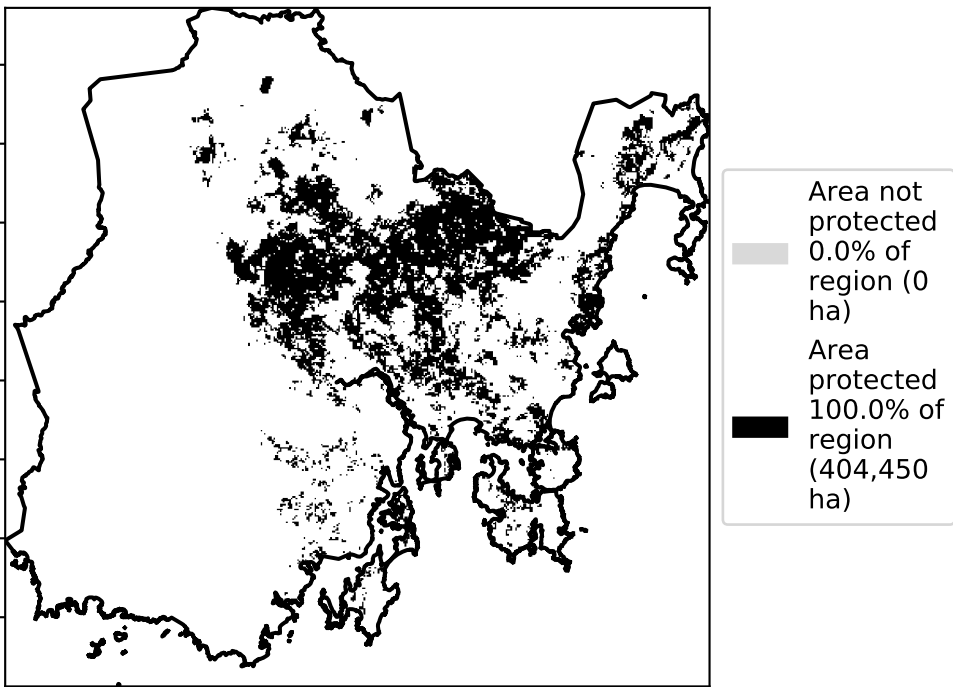 Area not
protected
0.0% of
region (0
ha)
Area
protected
100.0% of
region
(404,450
ha)